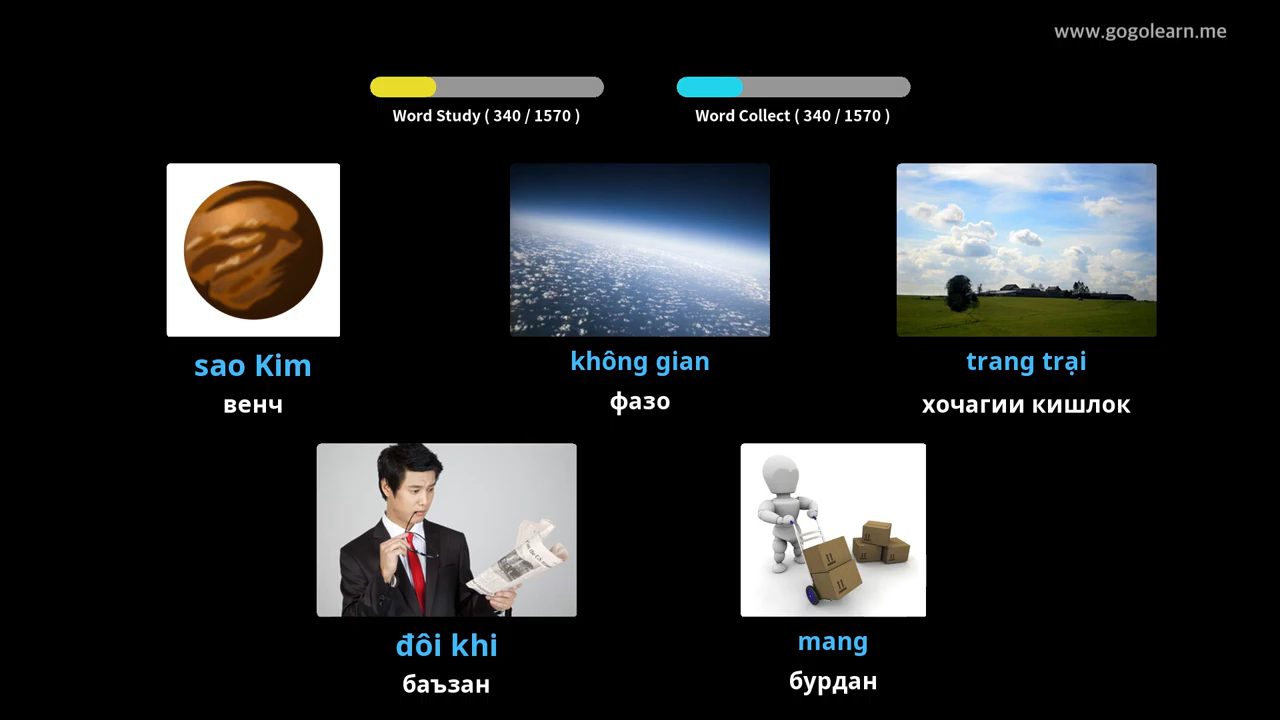 www.gogolearn.me
Word Study ( 340 / 1570 )
Word Collect ( 340 / 1570 )
sao Kim
không gian
trang trại
венч
фазо
хочагии кишлок
đôi khi
mang
баъзан
бурдан